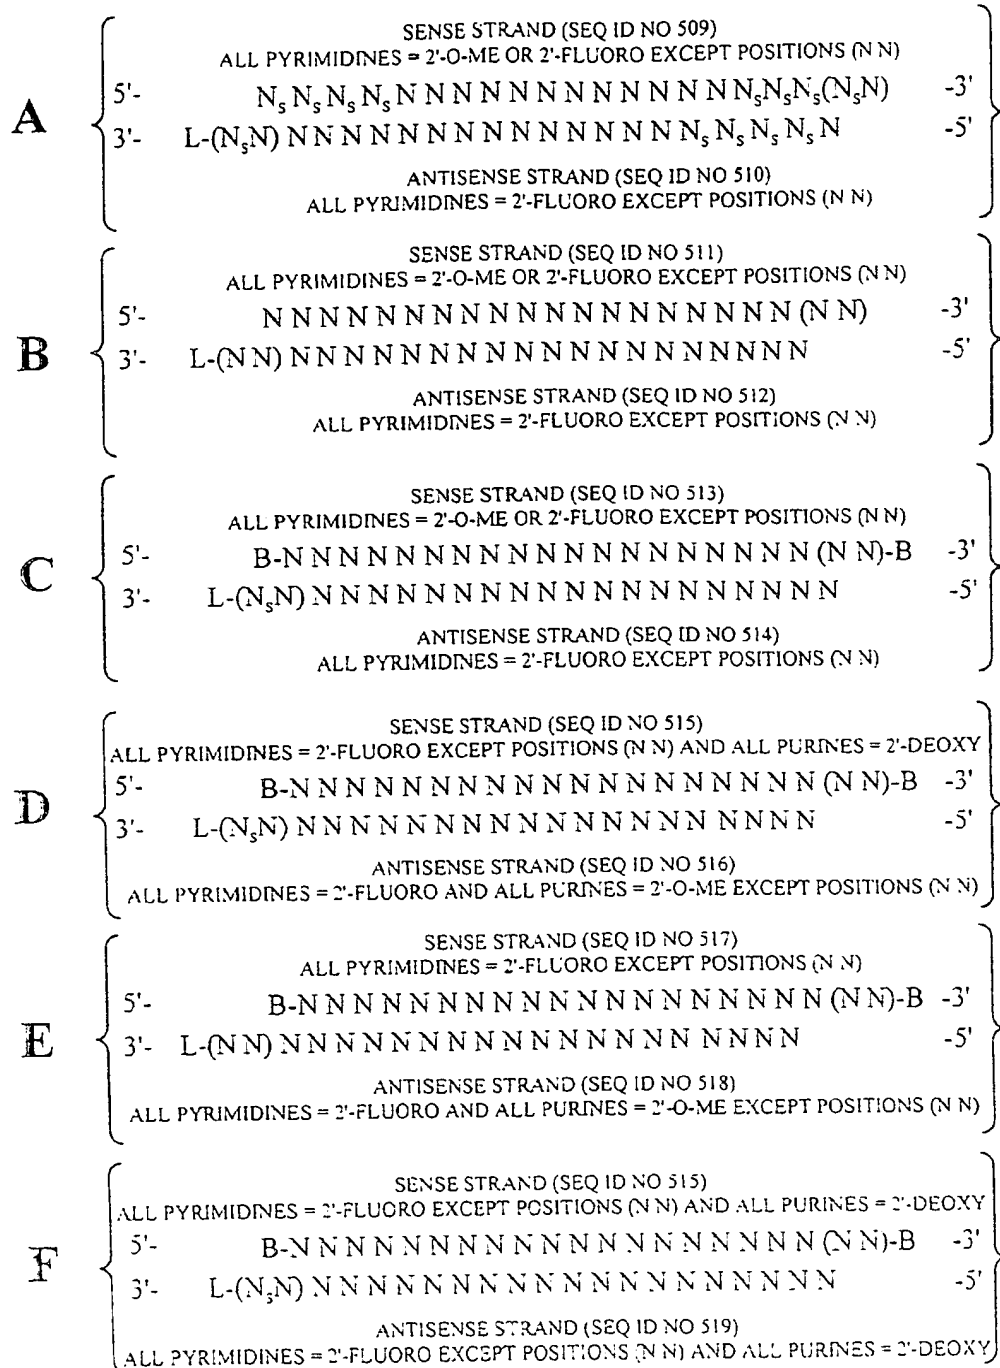 SENSE STRAND (SEQ ID NO 509)
ALL PYRIMIDINES = 2'-O-ME OR 2'-FLUORO EXCEPT POSITIONS (N N)
A
5'- NₛNₛNₛNₛN N N N N N N N N N N N NₛNₛNₛ(NₛN) -3'
3'- L-(NₛN) N N N N N N N N N N N N N N Nₛ Nₛ Nₛ Nₛ N -5'
ANTISENSE STRAND (SEQ ID NO 510)
ALL PYRIMIDINES = 2'-FLUORO EXCEPT POSITIONS (N N)
SENSE STRAND (SEQ ID NO 511)
ALL PYRIMIDINES = 2'-O-ME OR 2'-FLUORO EXCEPT POSITIONS (N N)
B
5'- N N N N N N N N N N N N N N N N N N N (N N) -3'
3'- L-(N N) N N N N N N N N N N N N N N N N N N N -5'
ANTISENSE STRAND (SEQ ID NO 512)
ALL PYRIMIDINES = 2'-FLUORO EXCEPT POSITIONS (N N)
SENSE STRAND (SEQ ID NO 513)
ALL PYRIMIDINES = 2'-O-ME OR 2'-FLUORO EXCEPT POSITIONS (N N)
C
5'- B-N N N N N N N N N N N N N N N N N N N (N N)-B -3'
3'- L-(NₛN) N N N N N N N N N N N N N N N N N N N -5'
ANTISENSE STRAND (SEQ ID NO 514)
ALL PYRIMIDINES = 2'-FLUORO EXCEPT POSITIONS (N N)
SENSE STRAND (SEQ ID NO 515)
ALL PYRIMIDINES = 2'-FLUORO EXCEPT POSITIONS (N N) AND ALL PURINES = 2'-DEOXY
D
5'- B-N N N N N N N N N N N N N N N N N N N (N N)-B -3'
3'- L-(NₛN) N N N N N N N N N N N N N N N N N N N -5'
ANTISENSE STRAND (SEQ ID NO 516)
ALL PYRIMIDINES = 2'-FLUORO AND ALL PURINES = 2'-O-ME EXCEPT POSITIONS (N N)
SENSE STRAND (SEQ ID NO 517)
ALL PYRIMIDINES = 2'-FLUORO EXCEPT POSITIONS (N N)
E
5'- B-N N N N N N N N N N N N N N N N N N N (N N)-B -3'
3'- L-(N N) N N N N N N N N N N N N N N N N N N N -5'
ANTISENSE STRAND (SEQ ID NO 518)
ALL PYRIMIDINES = 2'-FLUORO AND ALL PURINES = 2'-O-ME EXCEPT POSITIONS (N N)
SENSE STRAND (SEQ ID NO 515)
ALL PYRIMIDINES = 2'-FLUORO EXCEPT POSITIONS (N N) AND ALL PURINES = 2'-DEOXY
F
5'- B-N N N N N N N N N N N N N N N N N N N (N N)-B -3'
3'- L-(NₛN) N N N N N N N N N N N N N N N N N N N -5'
ANTISENSE STRAND (SEQ ID NO 519)
ALL PYRIMIDINES = 2'-FLUORO EXCEPT POSITIONS (N N) AND ALL PURINES = 2'-DEOXY